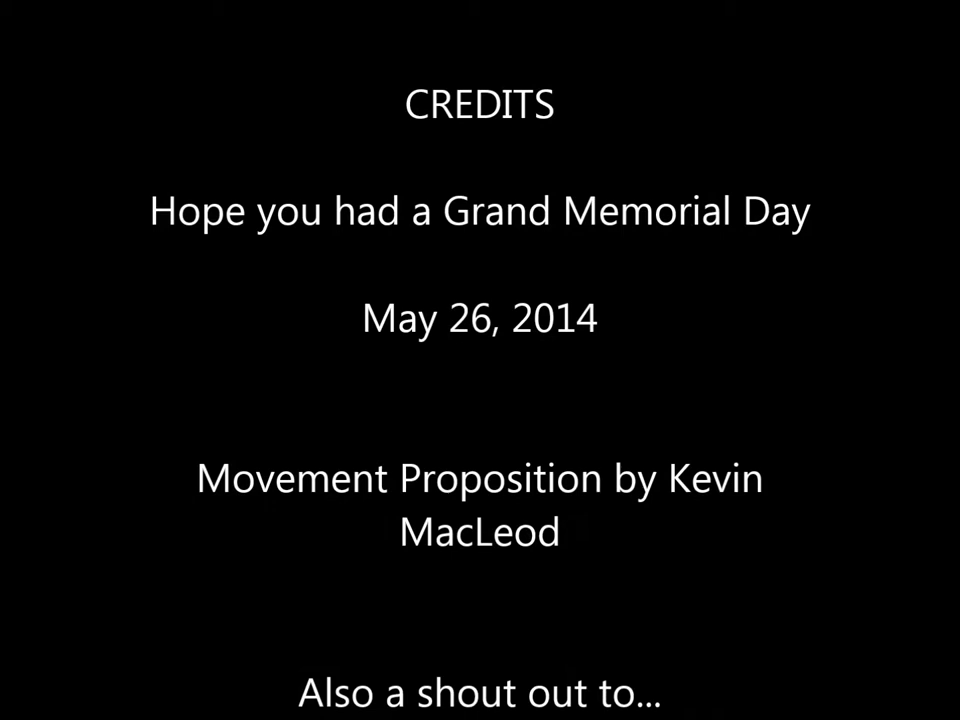 CREDITS
Hope you had a Grand Memorial Day
May 26, 2014
Movement Proposition by Kevin
MacLeod
Also a shout out to...